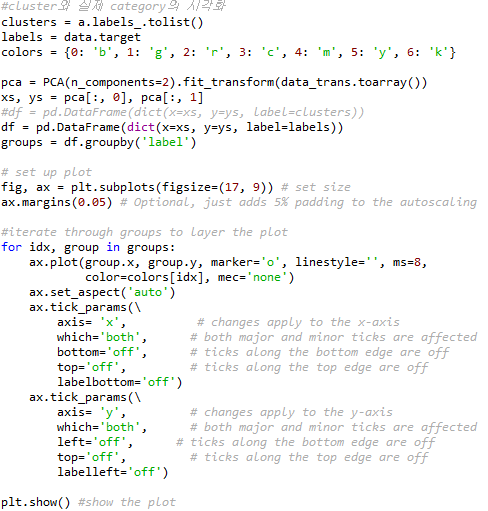 #cluster와 실제 category의 시각화
clusters = a.labels_.tolist()
labels = data.target
colors = {0: 'b', 1: 'g', 2: 'r', 3: 'c', 4: 'm', 5: 'y', 6: 'k'}
pca = PCA(n_components=2).fit_transform(data_trans.toarray())
xs, ys = pca[:, 0], pca[:, 1]
#df = pd.DataFrame(dict(x=xs, y=ys, label=clusters))
df = pd.DataFrame(dict(x=xs, y=ys, label=labels))
groups = df.groupby('label')
# set up plot
fig, ax = plt.subplots(figsize=(17, 9)) # set size
ax.margins(0.05) # Optional, just adds 5% padding to the autoscaling
#iterate through groups to layer the plot
for idx, group in groups:
    ax.plot(group.x, group.y, marker='o', linestyle='', ms=8,
            color=colors[idx], mec='none')
    ax.set_aspect('auto')
    ax.tick_params(\
        axis= 'x',          # changes apply to the x-axis
        which='both',      # both major and minor ticks are affected
        bottom='off',      # ticks along the bottom edge are off
        top='off',         # ticks along the top edge are off
        labelbottom='off')
    ax.tick_params(\
        axis= 'y',         # changes apply to the y-axis
        which='both',      # both major and minor ticks are affected
        left='off',      # ticks along the bottom edge are off
        top='off',         # ticks along the top edge are off
        labelleft='off')
plt.show() #show the plot